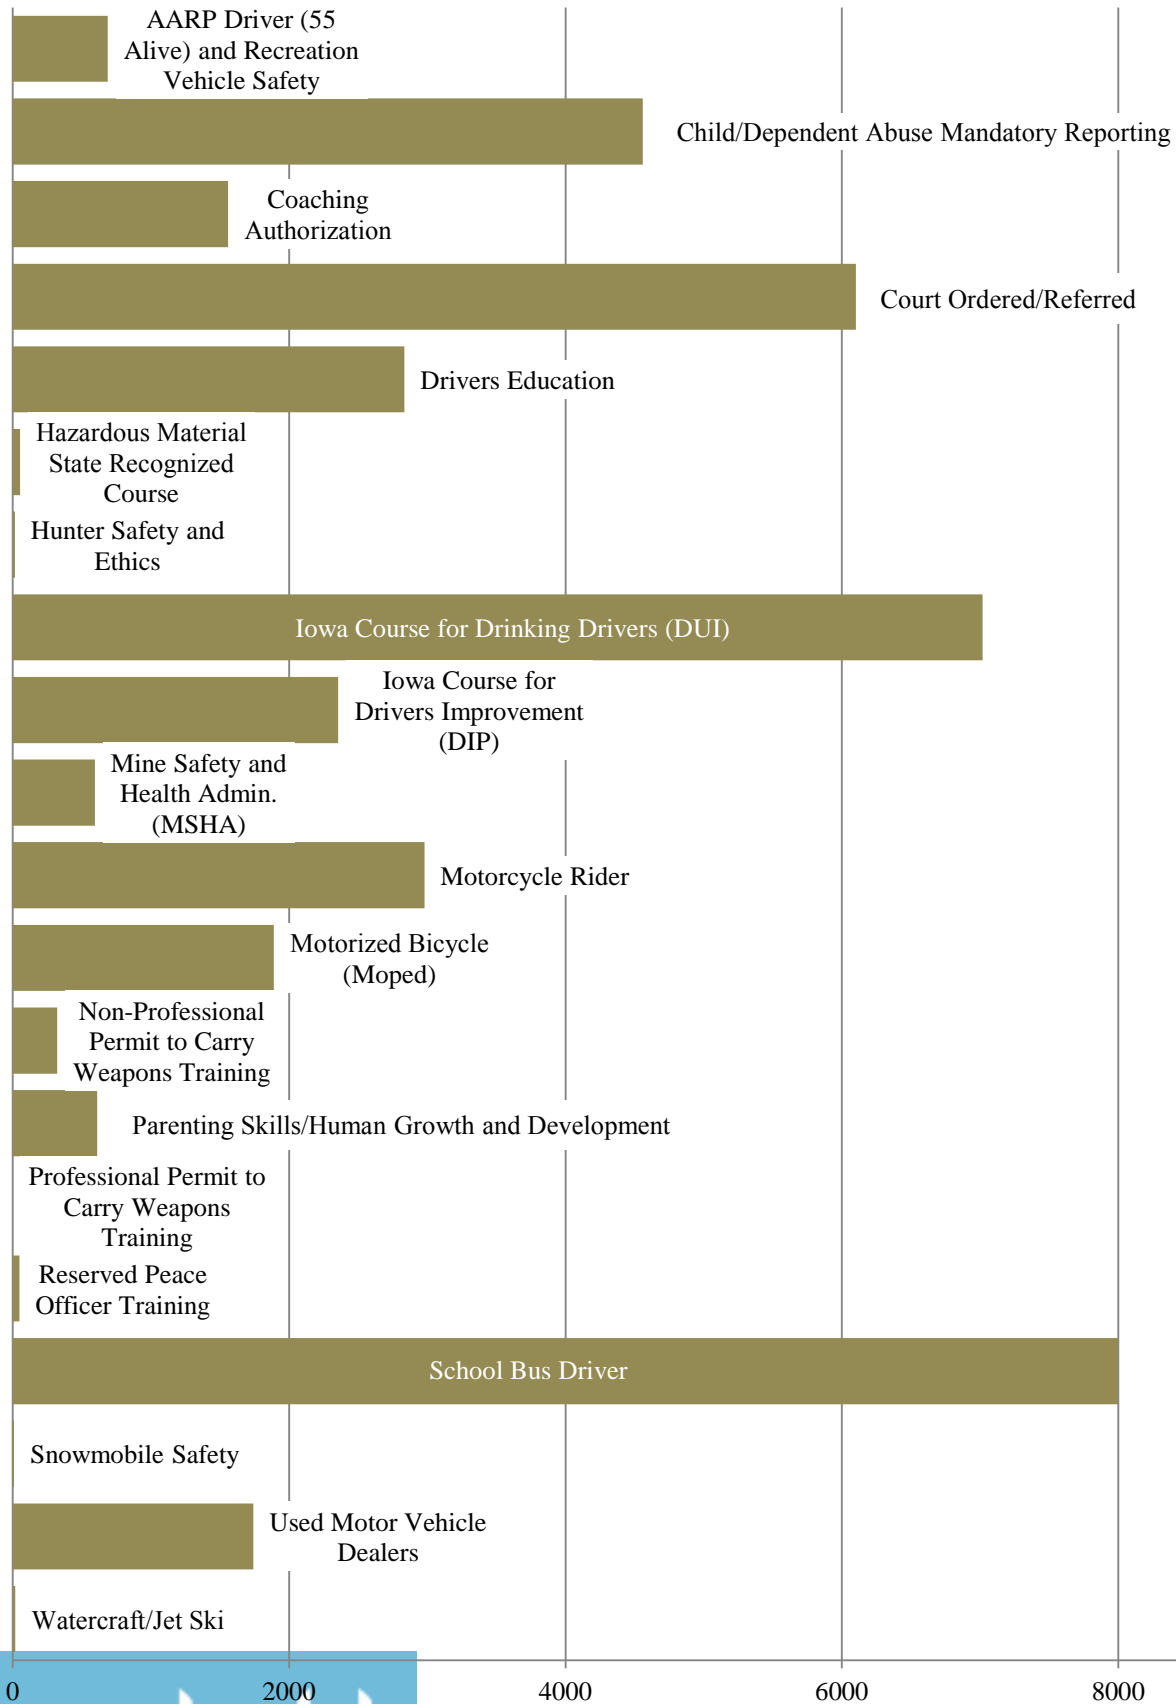 AARP Driver (55
Alive) and Recreation
Vehicle Safety
Child/Dependent Abuse Mandatory Reporting
Coaching
Authorization
Court Ordered/Referred
Drivers Education
Hazardous Material
State Recognized
Course
Hunter Safety and
Ethics
Iowa Course for Drinking Drivers (DUI)
Iowa Course for
Drivers Improvement
(DIP)
Mine Safety and
Health Admin.
(MSHA)
Motorcycle Rider
Motorized Bicycle
(Moped)
Non-Professional
Permit to Carry
Weapons Training
Parenting Skills/Human Growth and Development
Professional Permit to
Carry Weapons
Training
Reserved Peace
Officer Training
School Bus Driver
Snowmobile Safety
Used Motor Vehicle
Dealers
Watercraft/Jet Ski
0 2000 4000 6000 8000